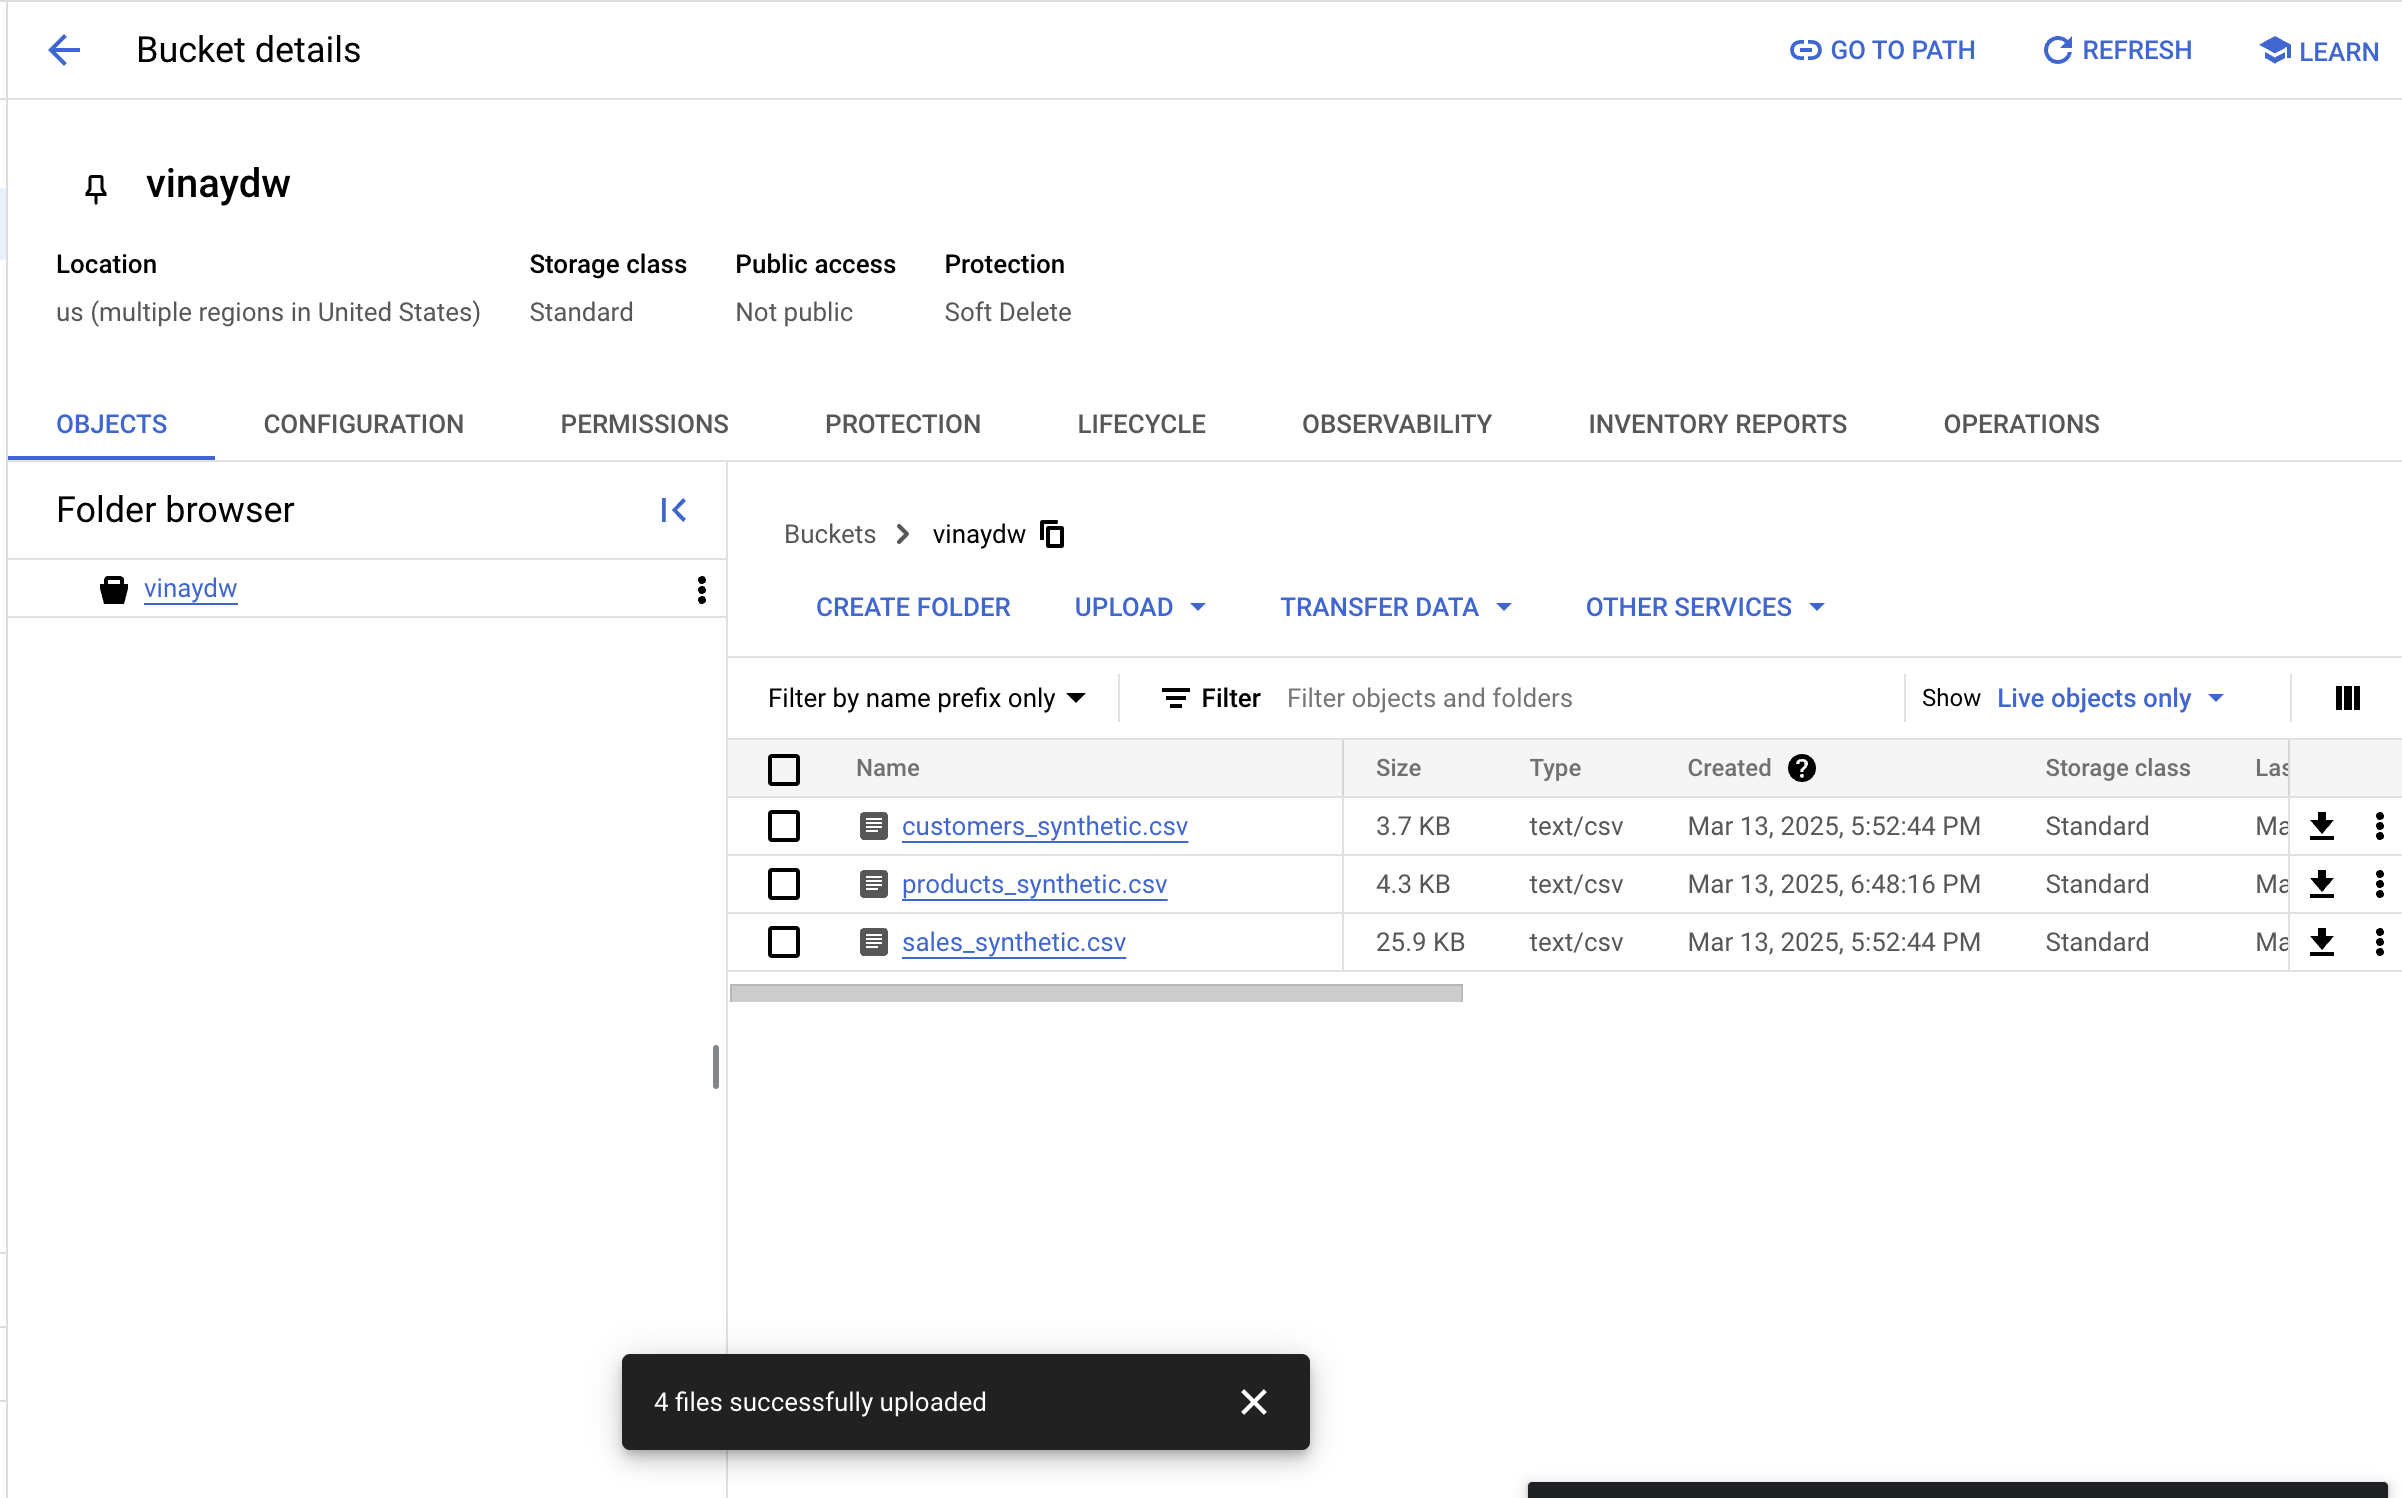 Bucket details
GO TO PATH
REFRESH
LEARN
vinaydw
Location
Storage class
Public access
Protection
us (multiple regions in United States)
Standard
Not public
Soft Delete
OBJECTS
CONFIGURATION
PERMISSIONS
PROTECTION
LIFECYCLE
OBSERVABILITY
INVENTORY REPORTS
OPERATIONS
Folder browser
vinaydw
Buckets
vinaydw
CREATE FOLDER
UPLOAD
TRANSFER DATA
OTHER SERVICES
Filter by name prefix only
Filter
Filter objects and folders
Show
Live objects only
Name Size Type Created ? Storage class Las
customers_synthetic.csv 3.7 KB text/csv Mar 13, 2025, 5:52:44 PM Standard Ma
products_synthetic.csv 4.3 KB text/csv Mar 13, 2025, 6:48:16 PM Standard Ma
sales_synthetic.csv 25.9 KB text/csv Mar 13, 2025, 5:52:44 PM Standard Ma
4 files successfully uploaded